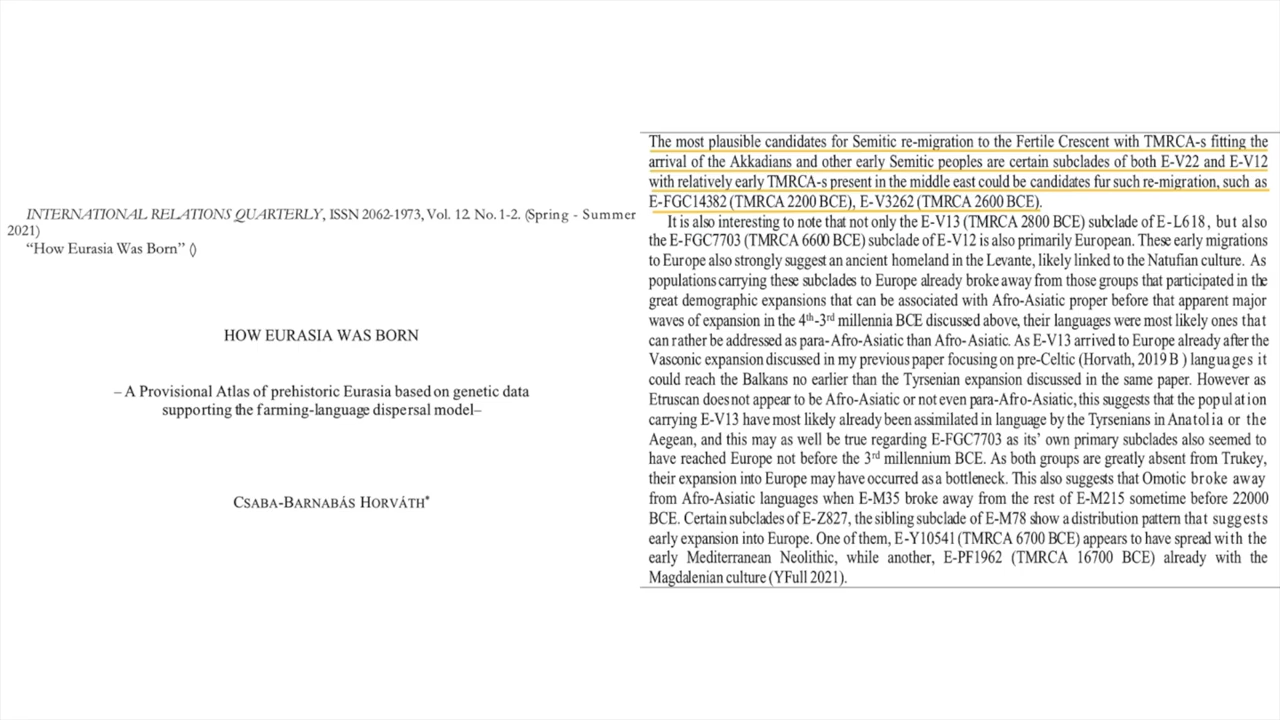 INTERNATIONAL RELATIONS QUARTERLY, ISSN 2062-1973, Vol. 12. No. 1-2. (Spring - Summer
2021)
“How Eurasia Was Born” ()
HOW EURASIA WAS BORN
– A Provisional Atlas of prehistoric Eurasia based on genetic data
supporting the farming-language dispersal model–
CSABA-BARNABÁS HORVÁTH*
The most plausible candidates for Semitic re-migration to the Fertile Crescent with TMRCA-s fitting the
arrival of the Akkadians and other early Semitic peoples are certain subclades of both E-V22 and E-V12
with relatively early TMRCA-s present in the middle east could be candidates fur such re-migration, such as
E-FGC14382 (TMRCA 2200 BCE), E-V3262 (TMRCA 2600 BCE).
It is also interesting to note that not only the E-V13 (TMRCA 2800 BCE) subclade of E-L618, but also
the E-FGC7703 (TMRCA 6600 BCE) subclade of E-V12 is also primarily European. These early migrations
to Europe also strongly suggest an ancient homeland in the Levante, likely linked to the Natufian culture. As
populations carrying these subclades to Europe already broke away from those groups that participated in the
great demographic expansions that can be associated with Afro-Asiatic proper before that apparent major
waves of expansion in the 4th-3rd millennia BCE discussed above, their languages were most likely ones that
can rather be addressed as para-Afro-Asiatic than Afro-Asiatic. As E-V13 arrived to Europe already after the
Vasconic expansion discussed in my previous paper focusing on pre-Celtic (Horvath, 2019 B ) languages it
could reach the Balkans no earlier than the Tyrsenian expansion discussed in the same paper. However as
Etruscan does not appear to be Afro-Asiatic or not even para-Afro-Asiatic, this suggests that the population
carrying E-V13 have most likely already been assimilated in language by the Tyrsenians in Anatolia or the
Aegean, and this may as well be true regarding E-FGC7703 as its’ own primary subclades also seemed to
have reached Europe not before the 3rd millennium BCE. As both groups are greatly absent from Trukey,
their expansion into Europe may have occurred as a bottleneck. This also suggests that Omotic broke away
from Afro-Asiatic languages when E-M35 broke away from the rest of E-M215 sometime before 22000
BCE. Certain subclades of E-Z827, the sibling subclade of E-M78 show a distribution pattern that suggests
early expansion into Europe. One of them, E-Y10541 (TMRCA 6700 BCE) appears to have spread with the
early Mediterranean Neolithic, while another, E-PF1962 (TMRCA 16700 BCE) already with the
Magdalenian culture (YFull 2021).